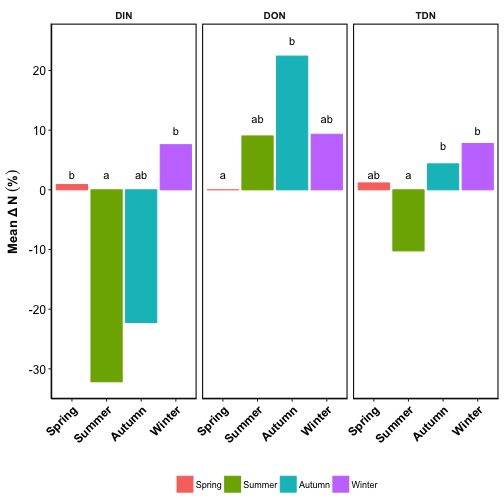 DIN DON TDN
Mean Δ N (%)
20
10
0
-10
-20
-30
b a ab b
a ab b ab
ab a b b
Spring Summer Autumn Winter Spring Summer Autumn Winter Spring Summer Autumn Winter
Spring Summer Autumn Winter